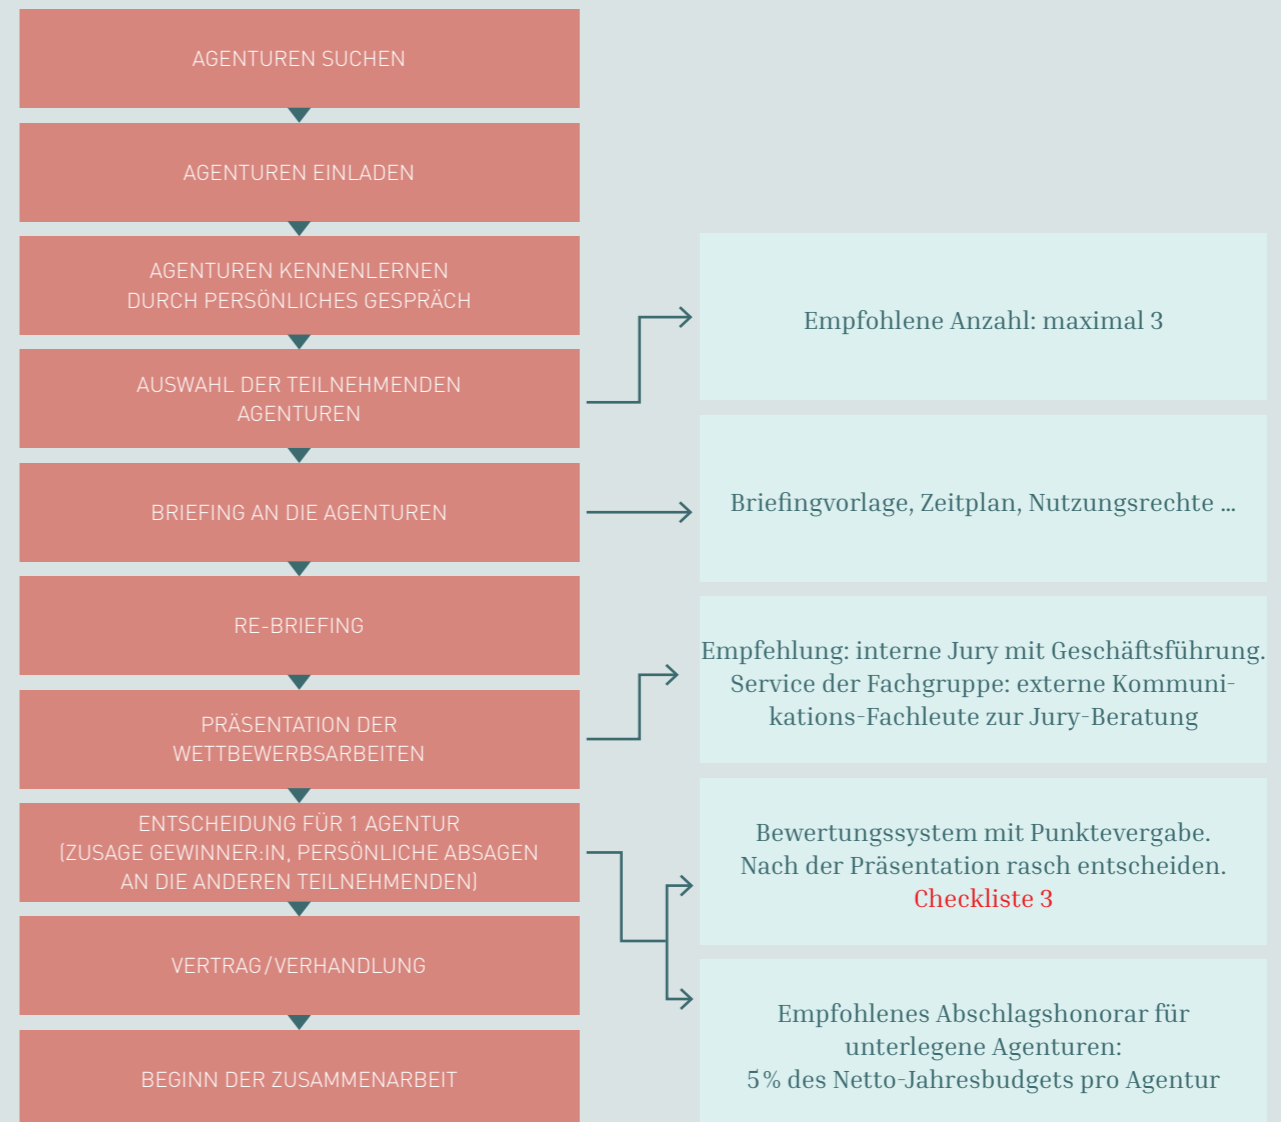 AGENTUREN SUCHEN
AGENTUREN EINLADEN
AGENTUREN KENNENLERNEN
DURCH PERSÖNLICHES GESPRÄCH
AUSWAHL DER TEILNEHMENDEN
AGENTUREN
Empfohlene Anzahl: maximal 3
BRIEFING AN DIE AGENTUREN
Briefingvorlage, Zeitplan, Nutzungsrechte ...
RE-BRIEFING
PRÄSENTATION DER
WETTBEWERBSARBEITEN
Empfehlung: interne Jury mit Geschäftsführung.
Service der Fachgruppe: externe Kommuni-
kations-Fachleute zur Jury-Beratung
ENTSCHEIDUNG FÜR 1 AGENTUR
(ZUSAGE GEWINNER:IN, PERSÖNLICHE ABSAGEN
AN DIE ANDEREN TEILNEHMENDEN)
Bewertungssystem mit Punktevergabe.
Nach der Präsentation rasch entscheiden.
Checkliste 3
Empfohlenes Abschlagshonorar für
unterlegene Agenturen:
5% des Netto-Jahresbudgets pro Agentur
VERTRAG/VERHANDLUNG
BEGINN DER ZUSAMMENARBEIT